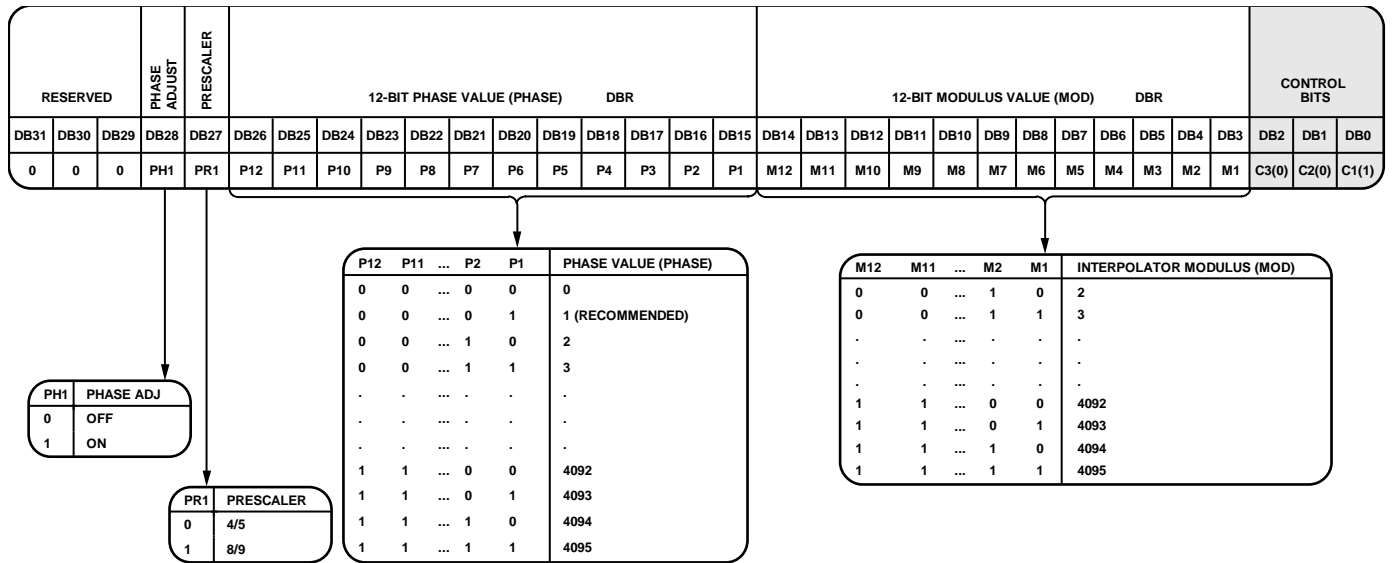 RESERVED PHASE ADJUST PRESCALER 12-BIT PHASE VALUE (PHASE) DBR 12-BIT MODULUS VALUE (MOD) DBR CONTROL BITS
DB31 DB30 DB29 DB28 DB27 DB26 DB25 DB24 DB23 DB22 DB21 DB20 DB19 DB18 DB17 DB16 DB15 DB14 DB13 DB12 DB11 DB10 DB9 DB8 DB7 DB6 DB5 DB4 DB3 DB2 DB1 DB0
0 0 0 PH1 PR1 P12 P11 P10 P9 P8 P7 P6 P5 P4 P3 P2 P1 M12 M11 M10 M9 M8 M7 M6 M5 M4 M3 M2 M1 C3(0) C2(0) C1(1)
PH1 PHASE ADJ
0 OFF
1 ON
PR1 PRESCALER
0 4/5
1 8/9
P12 P11 ... P2 P1 PHASE VALUE (PHASE)
0 0 ... 0 0 0
0 0 ... 0 1 1 (RECOMMENDED)
0 0 ... 1 0 2
0 0 ... 1 1 3
. . ... . . .
. . ... . . .
. . ... . . .
1 1 ... 0 0 4092
1 1 ... 0 1 4093
1 1 ... 1 0 4094
1 1 ... 1 1 4095
M12 M11 ... M2 M1 INTERPOLATOR MODULUS (MOD)
0 0 ... 1 0 2
0 0 ... 1 1 3
. . ... . . .
. . ... . . .
. . ... . . .
1 1 ... 0 0 4092
1 1 ... 0 1 4093
1 1 ... 1 0 4094
1 1 ... 1 1 4095